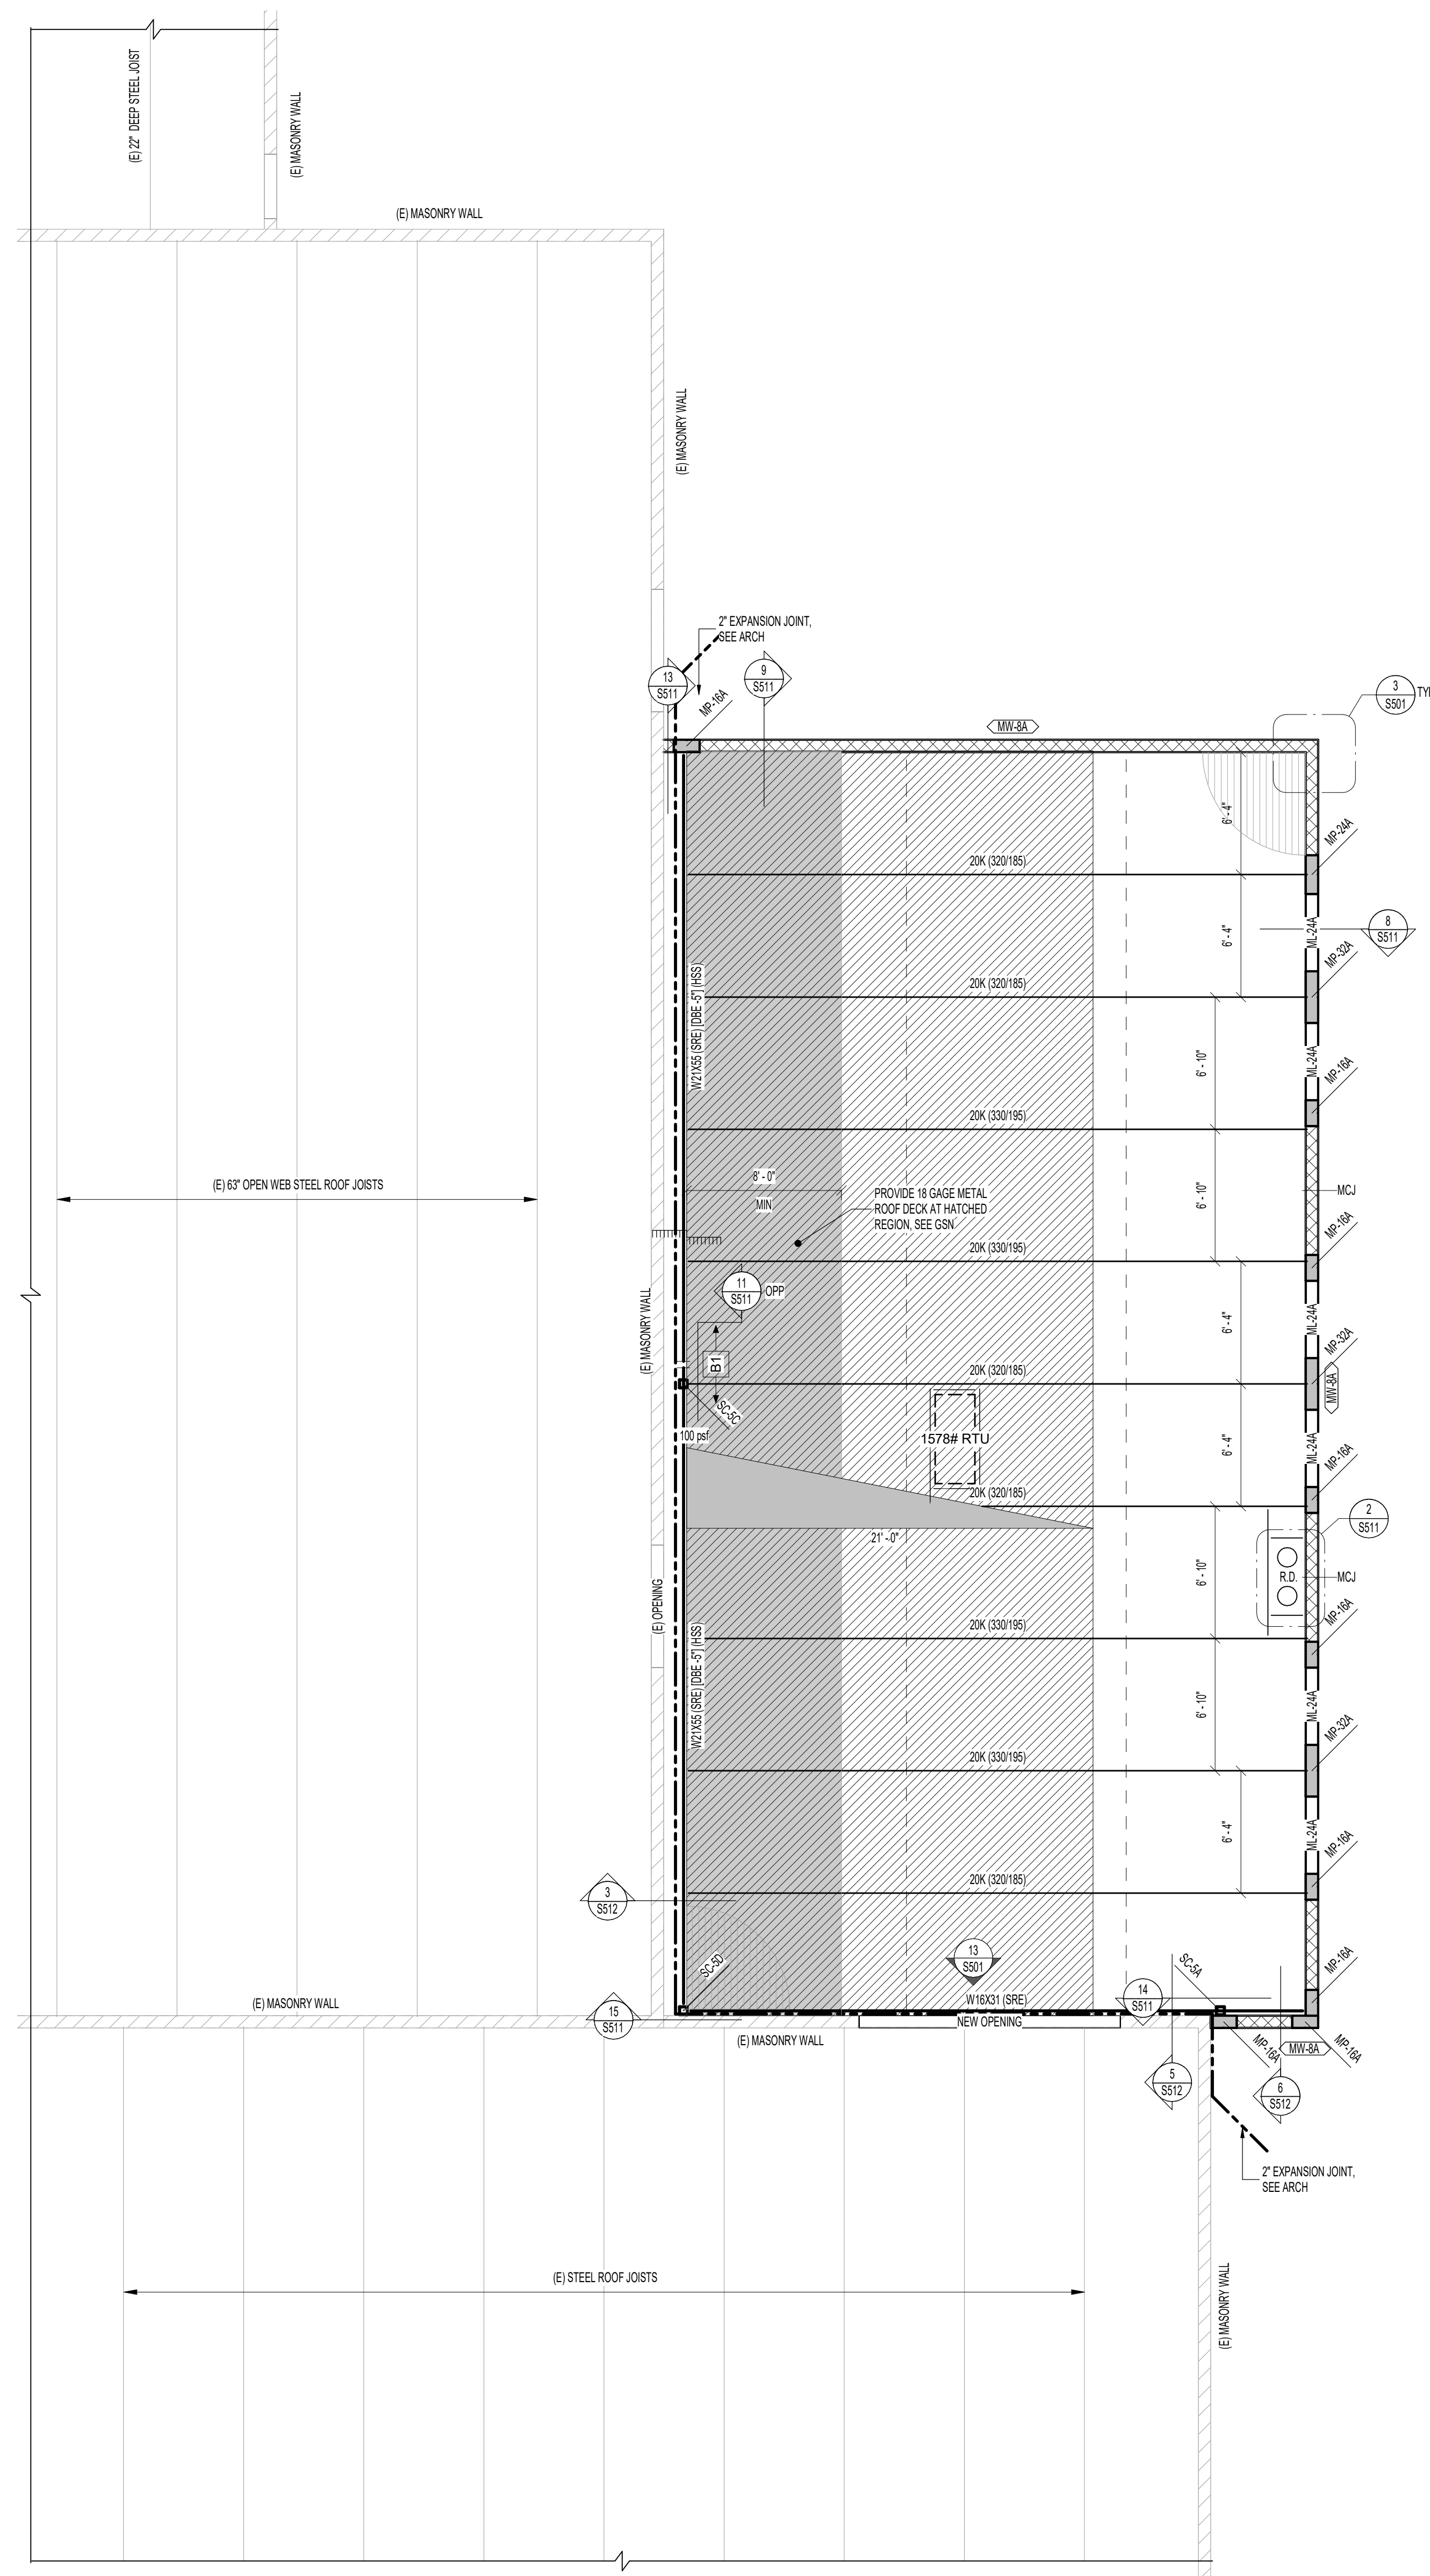 (E) 22" DEEP STEEL JOIST
(E) MASONRY WALL
(E) MASONRY WALL
(E) MASONRY WALL
2" EXPANSION JOINT,
SEE ARCH
13
S511
9
S511
MP-16A
MW-8A
3
S501
6' - 4"
MP-24A
20K (320/185)
W21X55 (SRE) [DBE -5"] (HSS)
6' - 4"
ML-24A
8
S511
MP-32A
20K (320/185)
6' - 10"
ML-24A
MP-16A
20K (330/195)
(E) 63" OPEN WEB STEEL ROOF JOISTS
8' - 0"
MIN
PROVIDE 18 GAGE METAL
ROOF DECK AT HATCHED
REGION, SEE GSN
6' - 10"
MCJ
MP-16A
20K (330/195)
11
S511
OPP
(E) MASONRY WALL
B1
6' - 4"
ML-24A
MP-32A
20K (320/185)
MW-8A
SC-5C
100 psf
1578# RTU
6' - 4"
ML-24A
MP-16A
20K (320/185)
2
S511
21' - 0"
6' - 10"
R.D.
MCJ
(E) OPENING
MP-16A
20K (330/195)
W21X55 (SRE) [DBE -5"] (HSS)
6' - 10"
ML-24A
MP-32A
20K (330/195)
6' - 4"
ML-24A
MP-16A
20K (320/185)
3
S512
SC-5D
13
S501
SC-5A
MP-16A
14
S511
W16X31 (SRE)
(E) MASONRY WALL
15
S511
NEW OPENING
(E) MASONRY WALL
MP-16A
MW-8A
MP-16A
5
S512
6
S512
2" EXPANSION JOINT,
SEE ARCH
(E) STEEL ROOF JOISTS
(E) MASONRY WALL